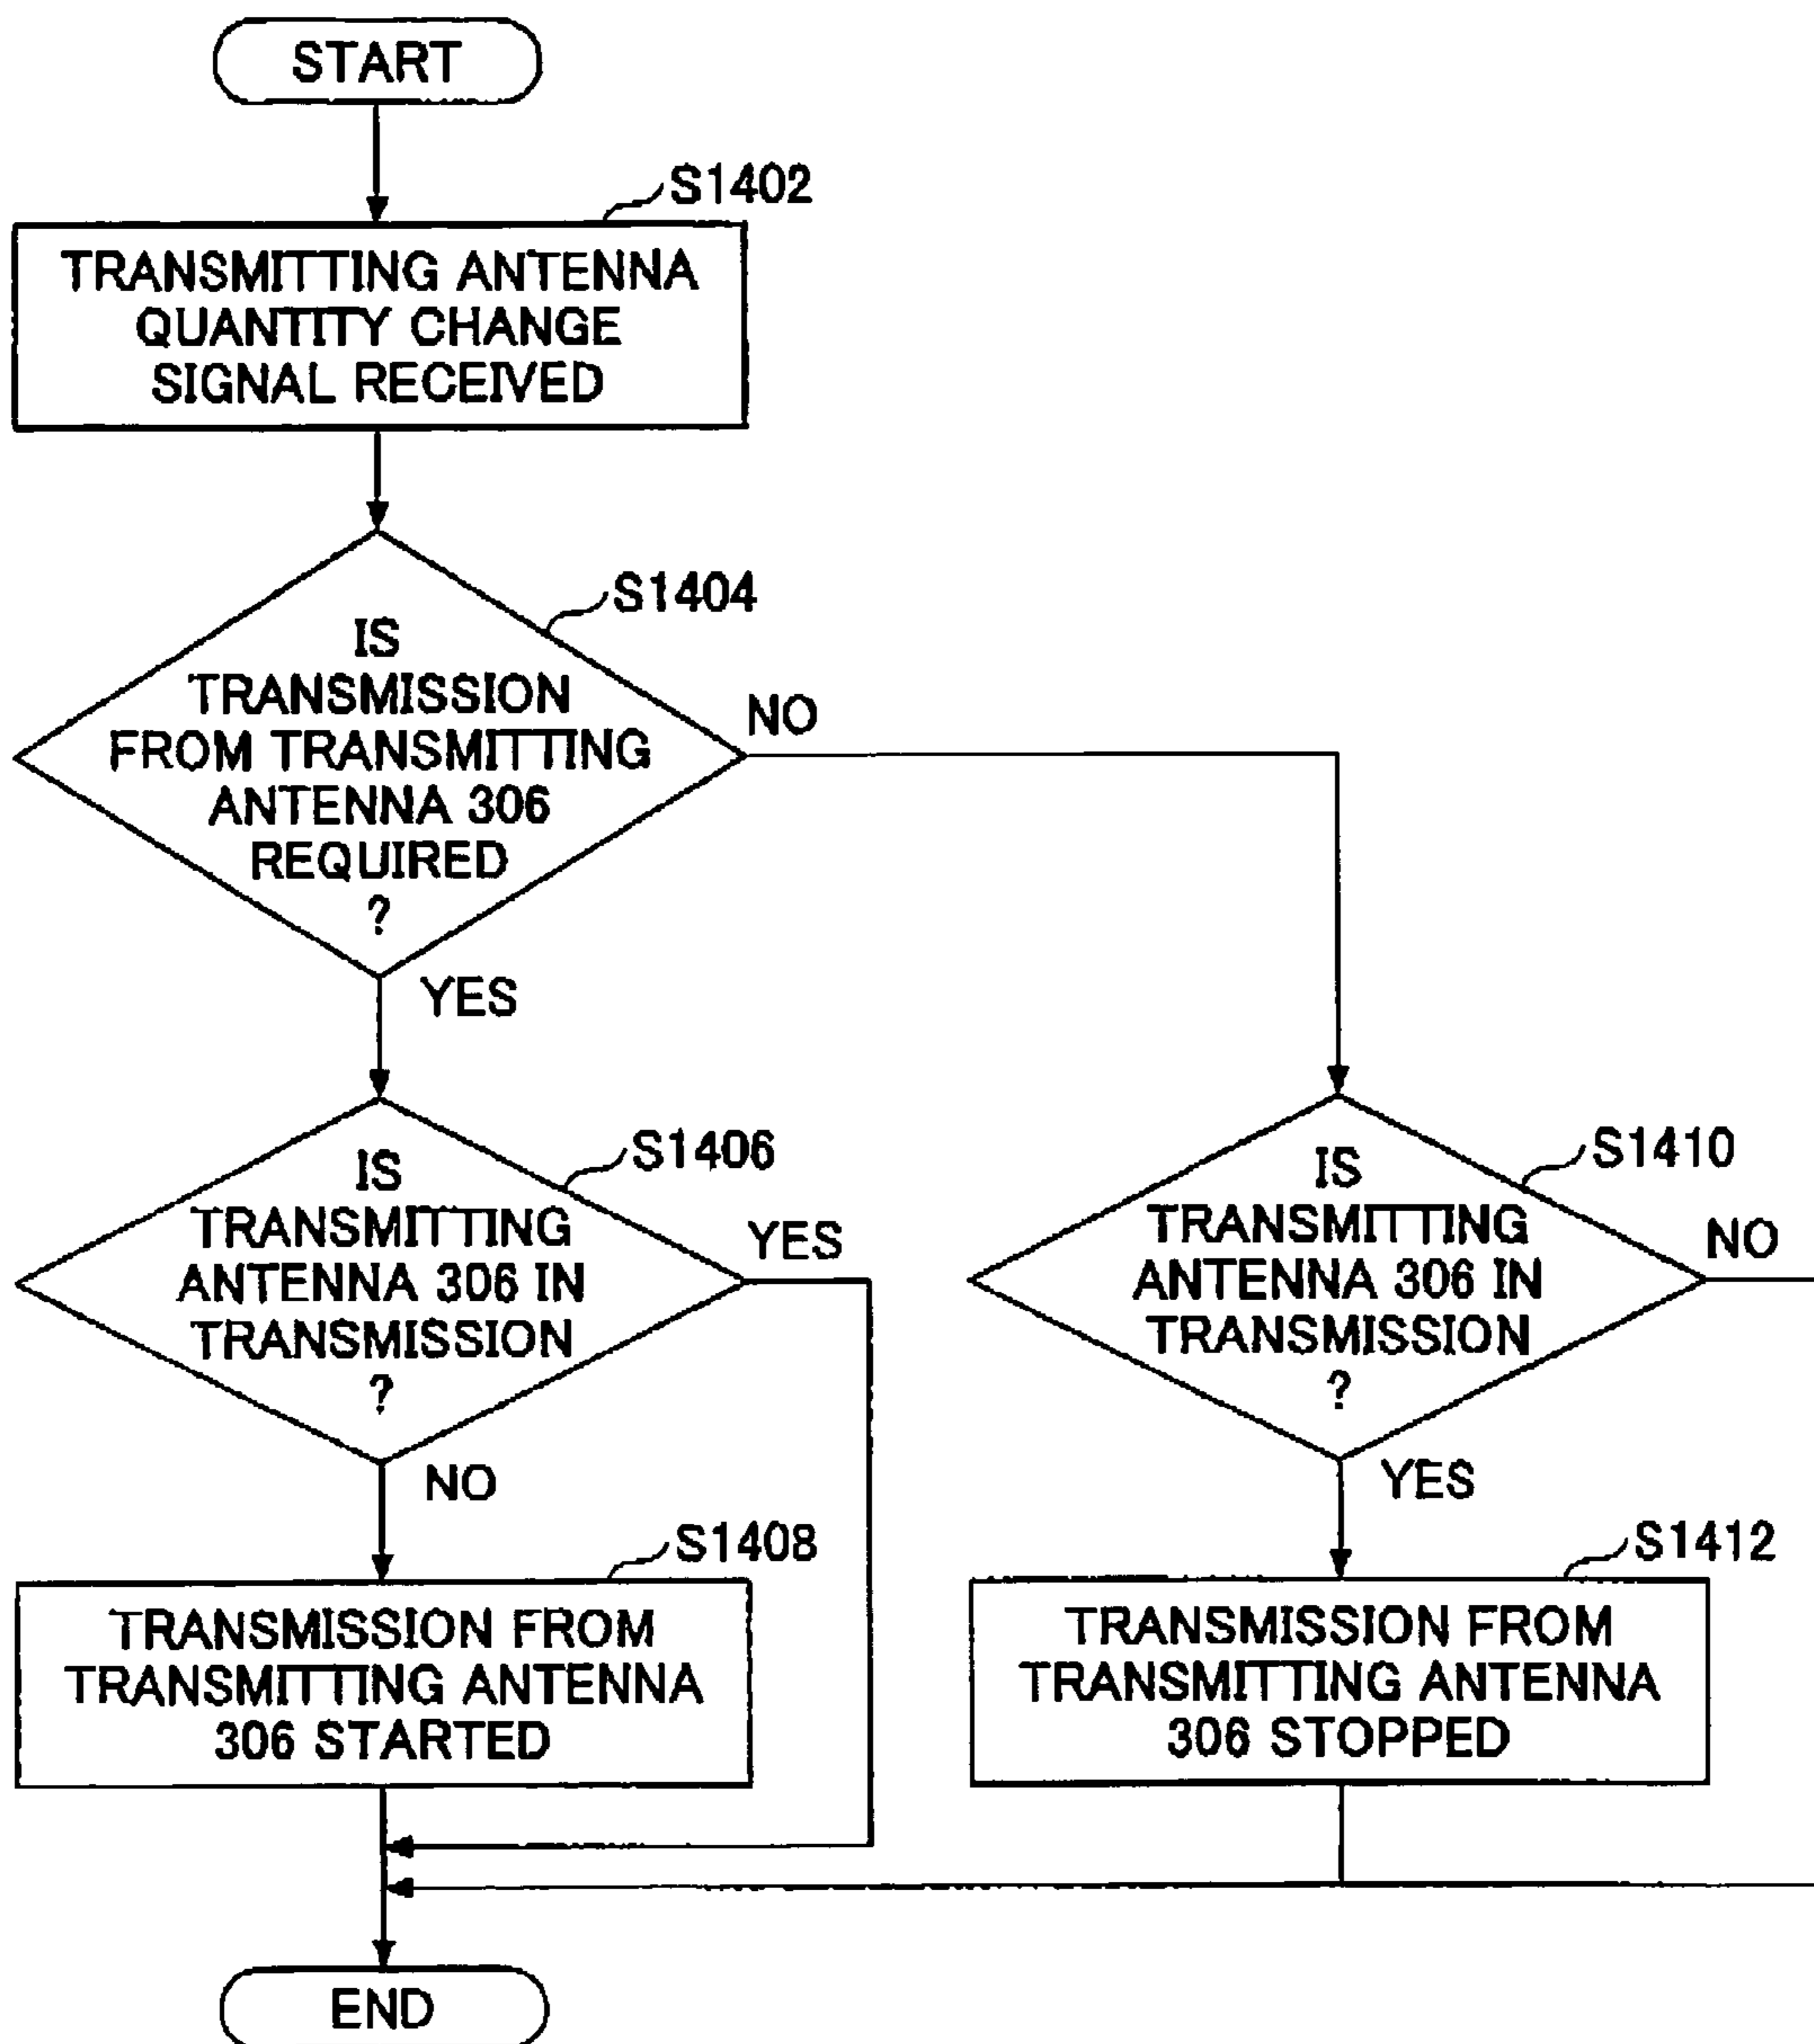 START
S1402
TRANSMITTING ANTENNA
QUANTITY CHANGE
SIGNAL RECEIVED
S1404
IS
TRANSMISSION
FROM TRANSMITTING
ANTENNA 306
REQUIRED
?
NO
YES
S1406
IS
TRANSMITTING
ANTENNA 306 IN
TRANSMISSION
?
YES
NO
S1408
TRANSMISSION FROM
TRANSMITTING ANTENNA
306 STARTED
S1410
IS
TRANSMITTING
ANTENNA 306 IN
TRANSMISSION
?
NO
YES
S1412
TRANSMISSION FROM
TRANSMITTING ANTENNA
306 STOPPED
END